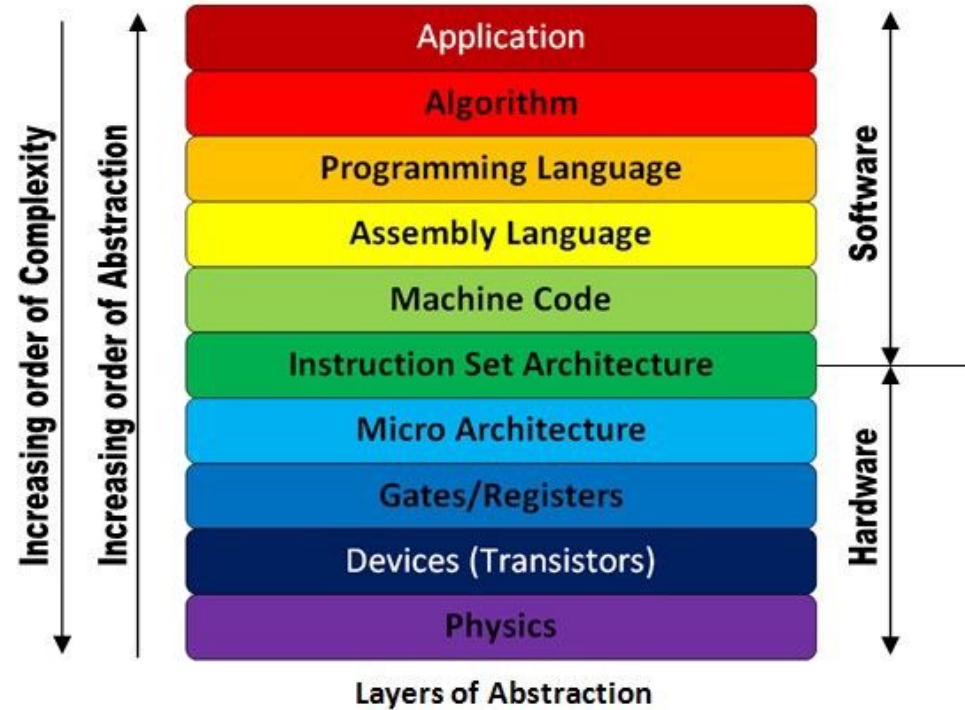 Increasing order of Complexity
Increasing order of Abstraction
Application
Algorithm
Programming Language
Assembly Language
Machine Code
Instruction Set Architecture
Micro Architecture
Gates/Registers
Devices (Transistors)
Physics
Software
Hardware
Layers of Abstraction